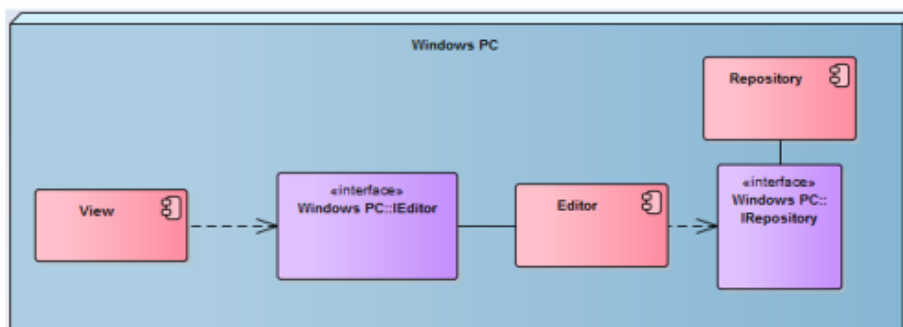 Windows PC
Repository
View
«interface»
Windows PC::IEditor
Editor
«interface»
Windows PC::
IRepository